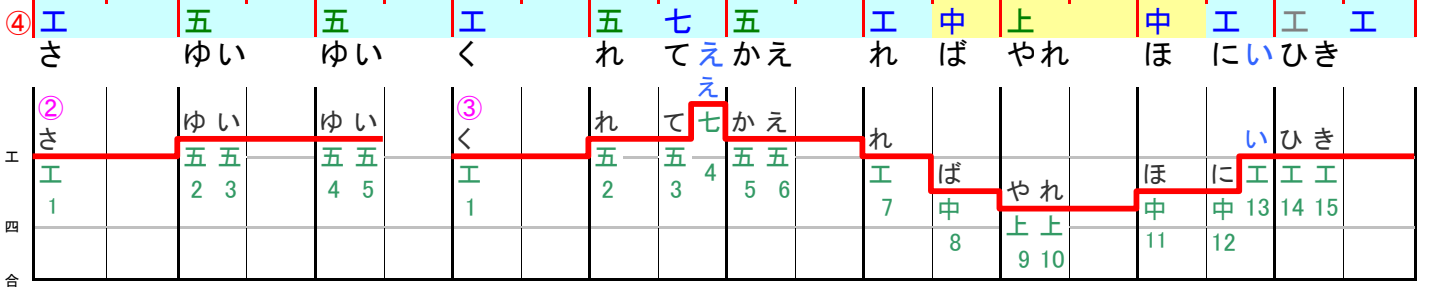 ④ 工 五 五 工 五 七 五 工 中 上 中 工 工 工
さ ゆい ゆい く れ てえ かえ れ ば やれ ほ にい ひき
② ③ え
さ ゆ い ゆ い く れ て 七 か え れ い ひ き
工 工 五 五 五 五 工 五 五 4 五 五 工 ば や れ ほ に 工 工 工
1 2 3 4 5 1 2 3 5 6 7 中 上 上 中 中 13 14 15
四 8 9 10 11 12
合